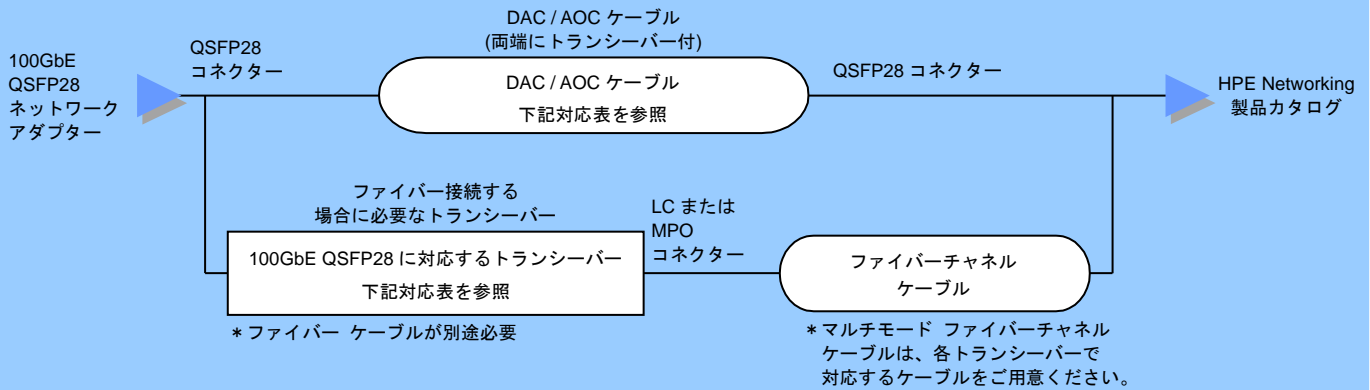 DAC / AOC ケーブル
(両端にトランシーバー付)
100GbE
QSFP28
ネットワーク
アダプター
QSFP28
コネクター
DAC / AOC ケーブル
下記対応表を参照
QSFP28 コネクター
HPE Networking
製品カタログ
ファイバー接続する
場合に必要なトランシーバー
100GbE QSFP28 に対応するトランシーバー
下記対応表を参照
LC または
MPO
コネクター
ファイバーチャネル
ケーブル
＊ファイバー ケーブルが別途必要
＊マルチモード ファイバーチャネル
ケーブルは、各トランシーバーで
対応するケーブルをご用意ください。